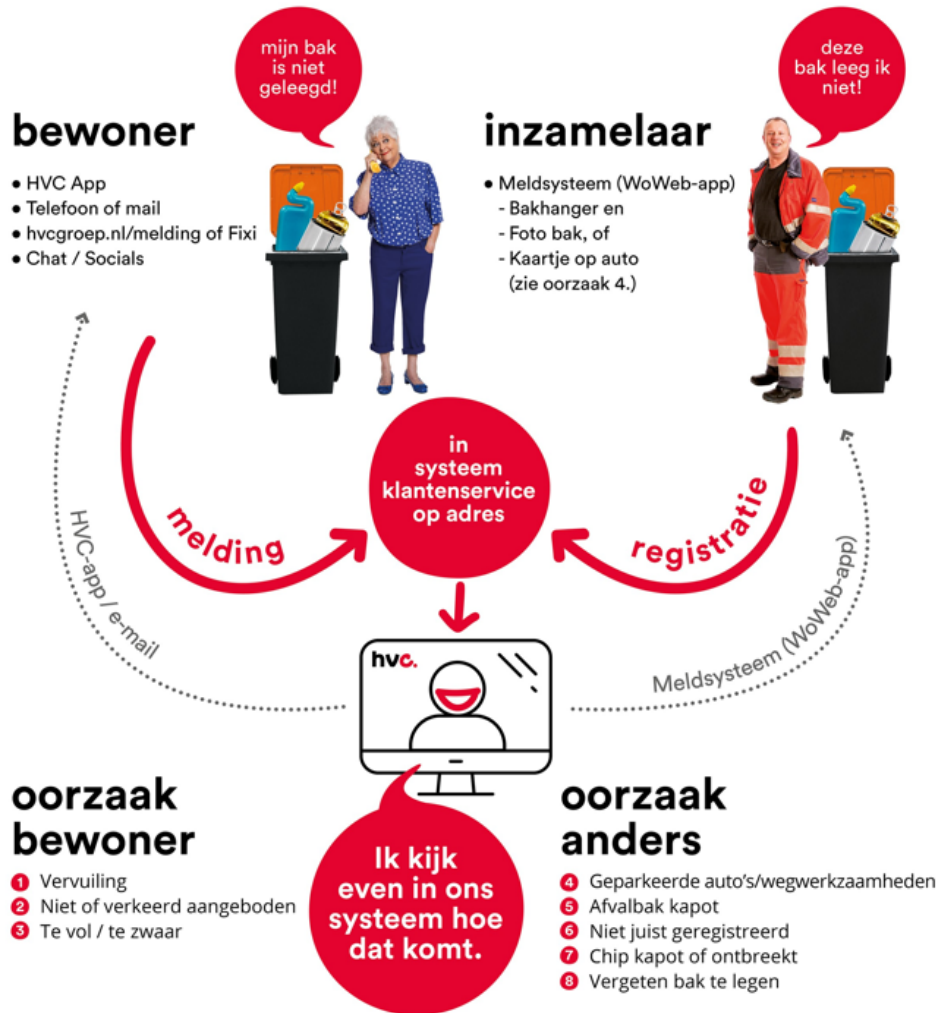 mijn bak
is niet
geleegd!
deze
bak leeg ik
niet!
bewoner
• HVC App
• Telefoon of mail
• hvcgroep.nl/melding of Fixi
• Chat / Socials
inzamelaar
• Meldsysteem (WoWeb-app)
- Bakhanger en
- Foto bak, of
- Kaartje op auto
(zie oorzaak 4.)
in
systeem
klantenservice
op adres
melding
registratie
HVC-app / e-mail
Meldsysteem (WoWeb-app)
hvc.
oorzaak
bewoner
1 Vervuiling
2 Niet of verkeerd aangeboden
3 Te vol / te zwaar
Ik kijk
even in ons
systeem hoe
dat komt.
oorzaak
anders
4 Geparkeerde auto's/wegwerkzaamheden
5 Afvalbak kapot
6 Niet juist geregistreerd
7 Chip kapot of ontbreekt
8 Vergeten bak te legen